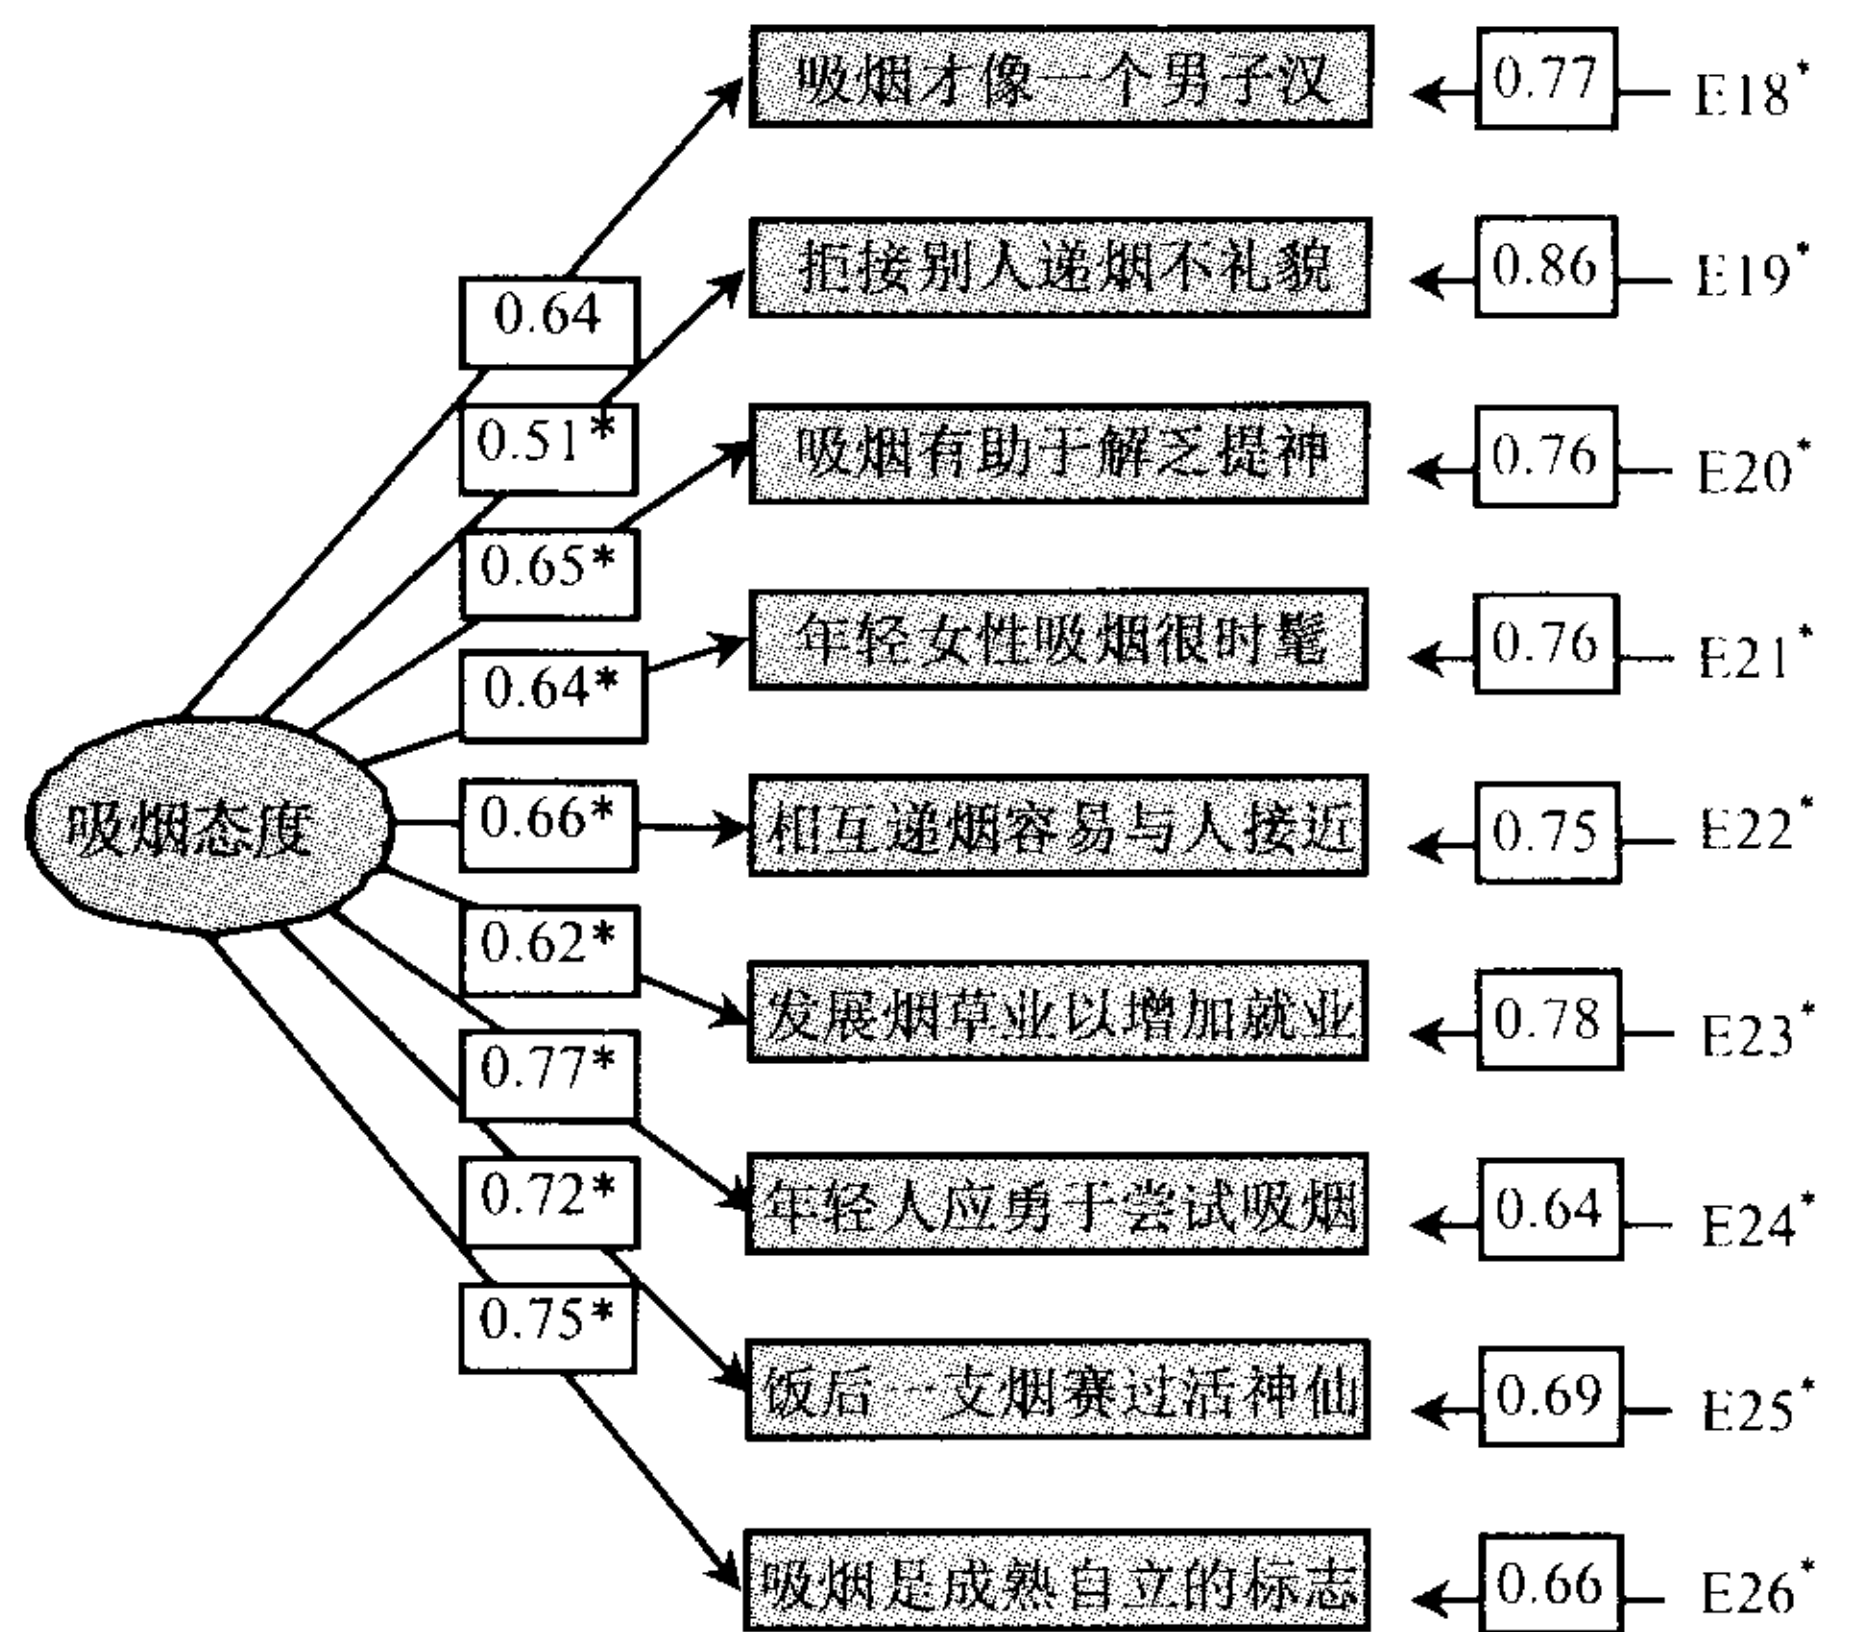 吸烟才像一个男子汉
0.77
E18*
拒接别人递烟不礼貌
0.86
E19*
0.64
0.51*
吸烟有助于解乏提神
0.76
E20*
0.65*
年轻女性吸烟很时髦
0.76
E21*
0.64*
吸烟态度
0.66*
相互递烟容易与人接近
0.75
E22*
0.62*
发展烟草业以增加就业
0.78
E23*
0.77*
年轻人应勇于尝试吸烟
0.64
E24*
0.72*
0.75*
饭后一支烟赛过活神仙
0.69
E25*
吸烟是成熟自立的标志
0.66
E26*